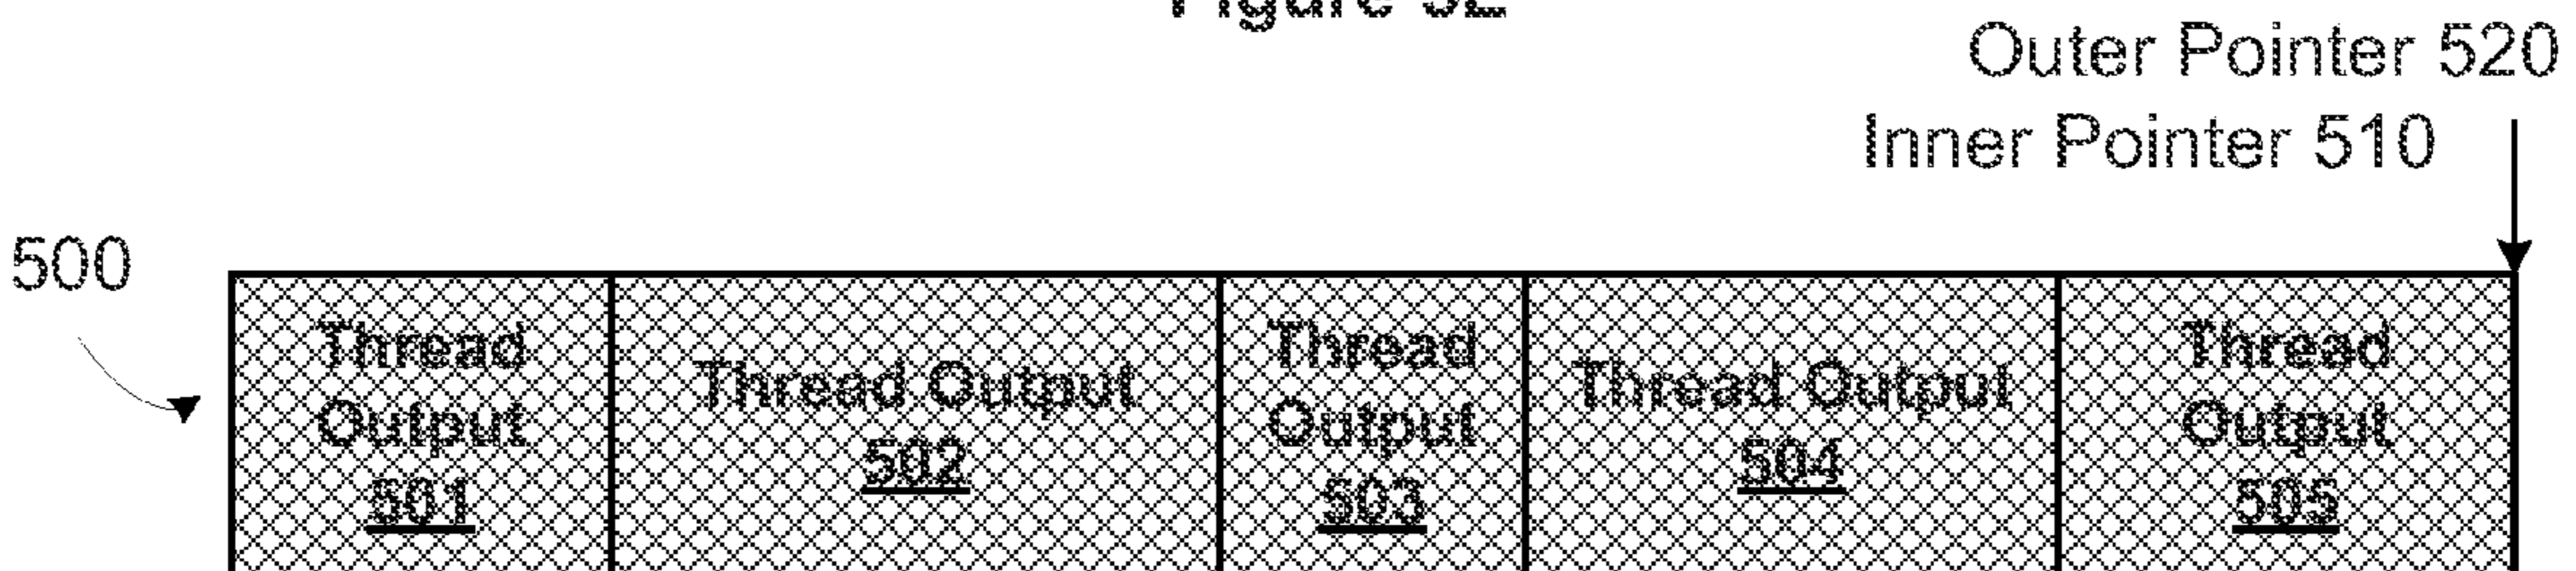 Outer Pointer 520
Inner Pointer 510
500
Thread
Output
501
Thread Output
502
Thread
Output
503
Thread Output
504
Thread
Output
505